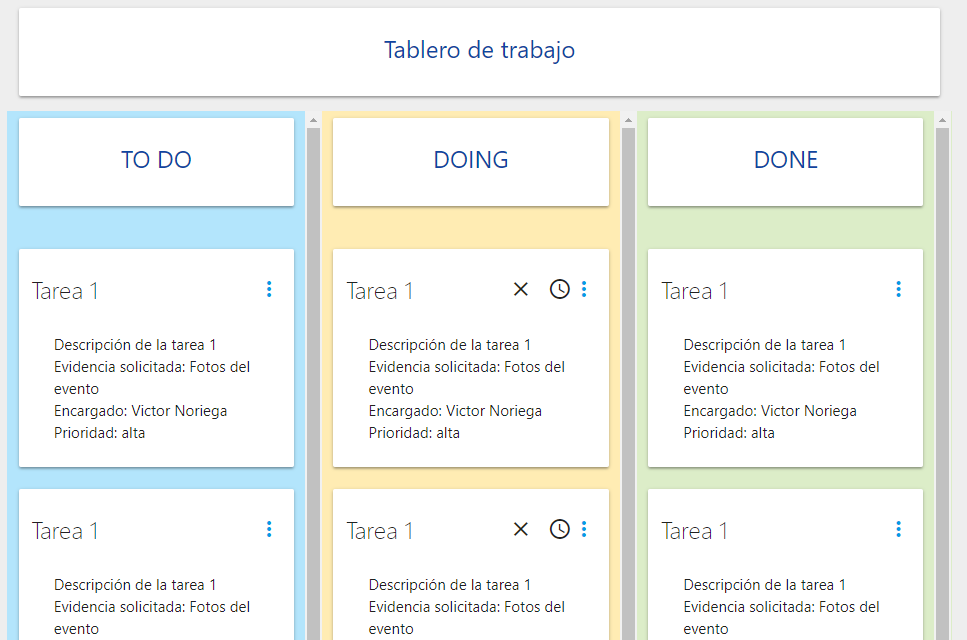 Tablero de trabajo
TO DO
Tarea 1
Descripción de la tarea 1
Evidencia solicitada: Fotos del
evento
Encargado: Victor Noriega
Prioridad: alta
Tarea 1
Descripción de la tarea 1
Evidencia solicitada: Fotos del
evento
DOING
Tarea 1
Descripción de la tarea 1
Evidencia solicitada: Fotos del
evento
Encargado: Victor Noriega
Prioridad: alta
Tarea 1
Descripción de la tarea 1
Evidencia solicitada: Fotos del
evento
DONE
Tarea 1
Descripción de la tarea 1
Evidencia solicitada: Fotos del
evento
Encargado: Victor Noriega
Prioridad: alta
Tarea 1
Descripción de la tarea 1
Evidencia solicitada: Fotos del
evento